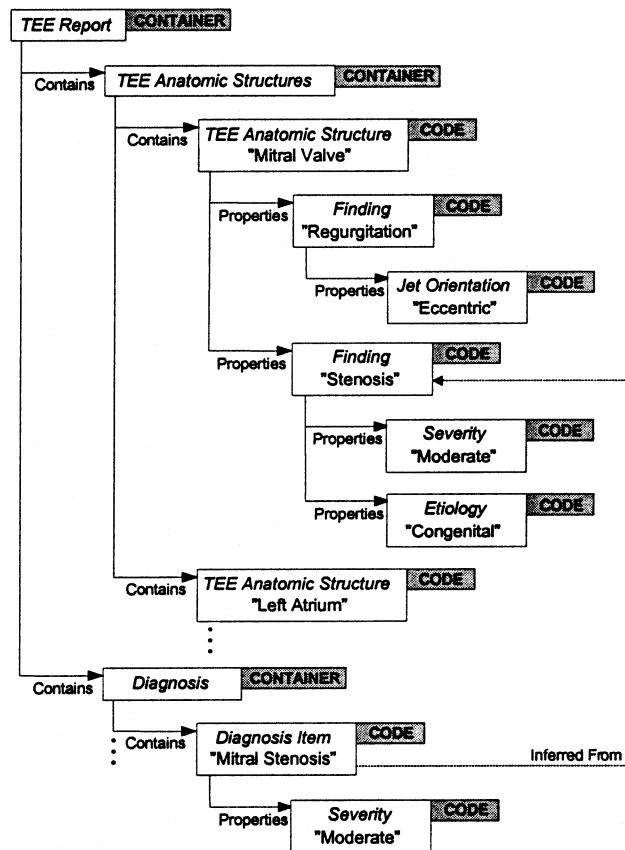 TEE Report CONTAINER
Contains TEE Anatomic Structures CONTAINER
Contains TEE Anatomic Structure CODE
"Mitral Valve"
Properties Finding CODE
"Regurgitation"
Properties Jet Orientation CODE
"Eccentric"
Properties Finding CODE
"Stenosis"
Properties Severity CODE
"Moderate"
Properties Etiology CODE
"Congenital"
Contains TEE Anatomic Structure CODE
"Left Atrium"
Contains Diagnosis CONTAINER
Contains Diagnosis Item CODE
"Mitral Stenosis"
Inferred From
Properties Severity CODE
"Moderate"